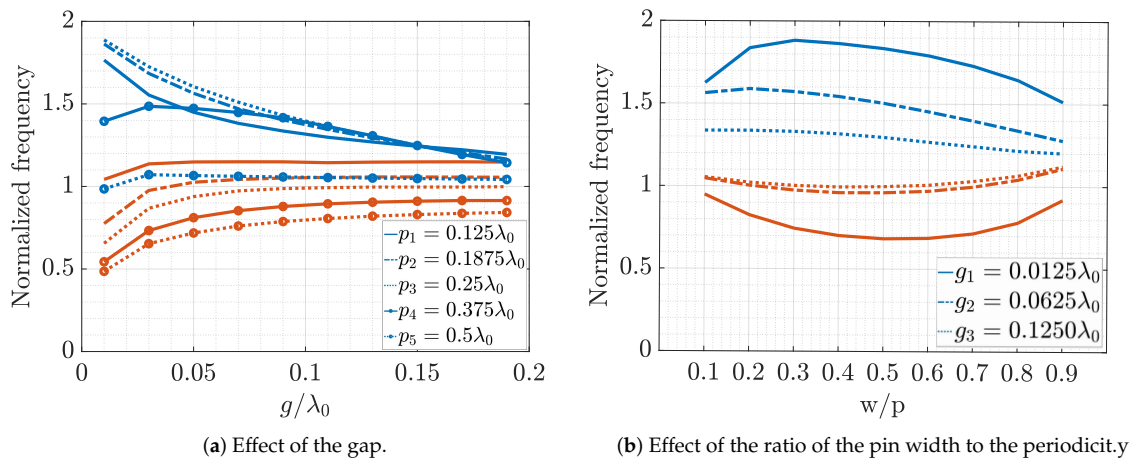 2
1.5
1
0.5
0
Normalized frequency
0
0.05
0.1
0.15
0.2
g/λ₀
p₁ = 0.125λ₀
p₂ = 0.1875λ₀
p₃ = 0.25λ₀
p₄ = 0.375λ₀
p₅ = 0.5λ₀
(a) Effect of the gap.
2
1.5
1
0.5
0
Normalized frequency
0.1 0.2 0.3 0.4 0.5 0.6 0.7 0.8 0.9
w/p
g₁ = 0.0125λ₀
g₂ = 0.0625λ₀
g₃ = 0.1250λ₀
(b) Effect of the ratio of the pin width to the periodicit.y